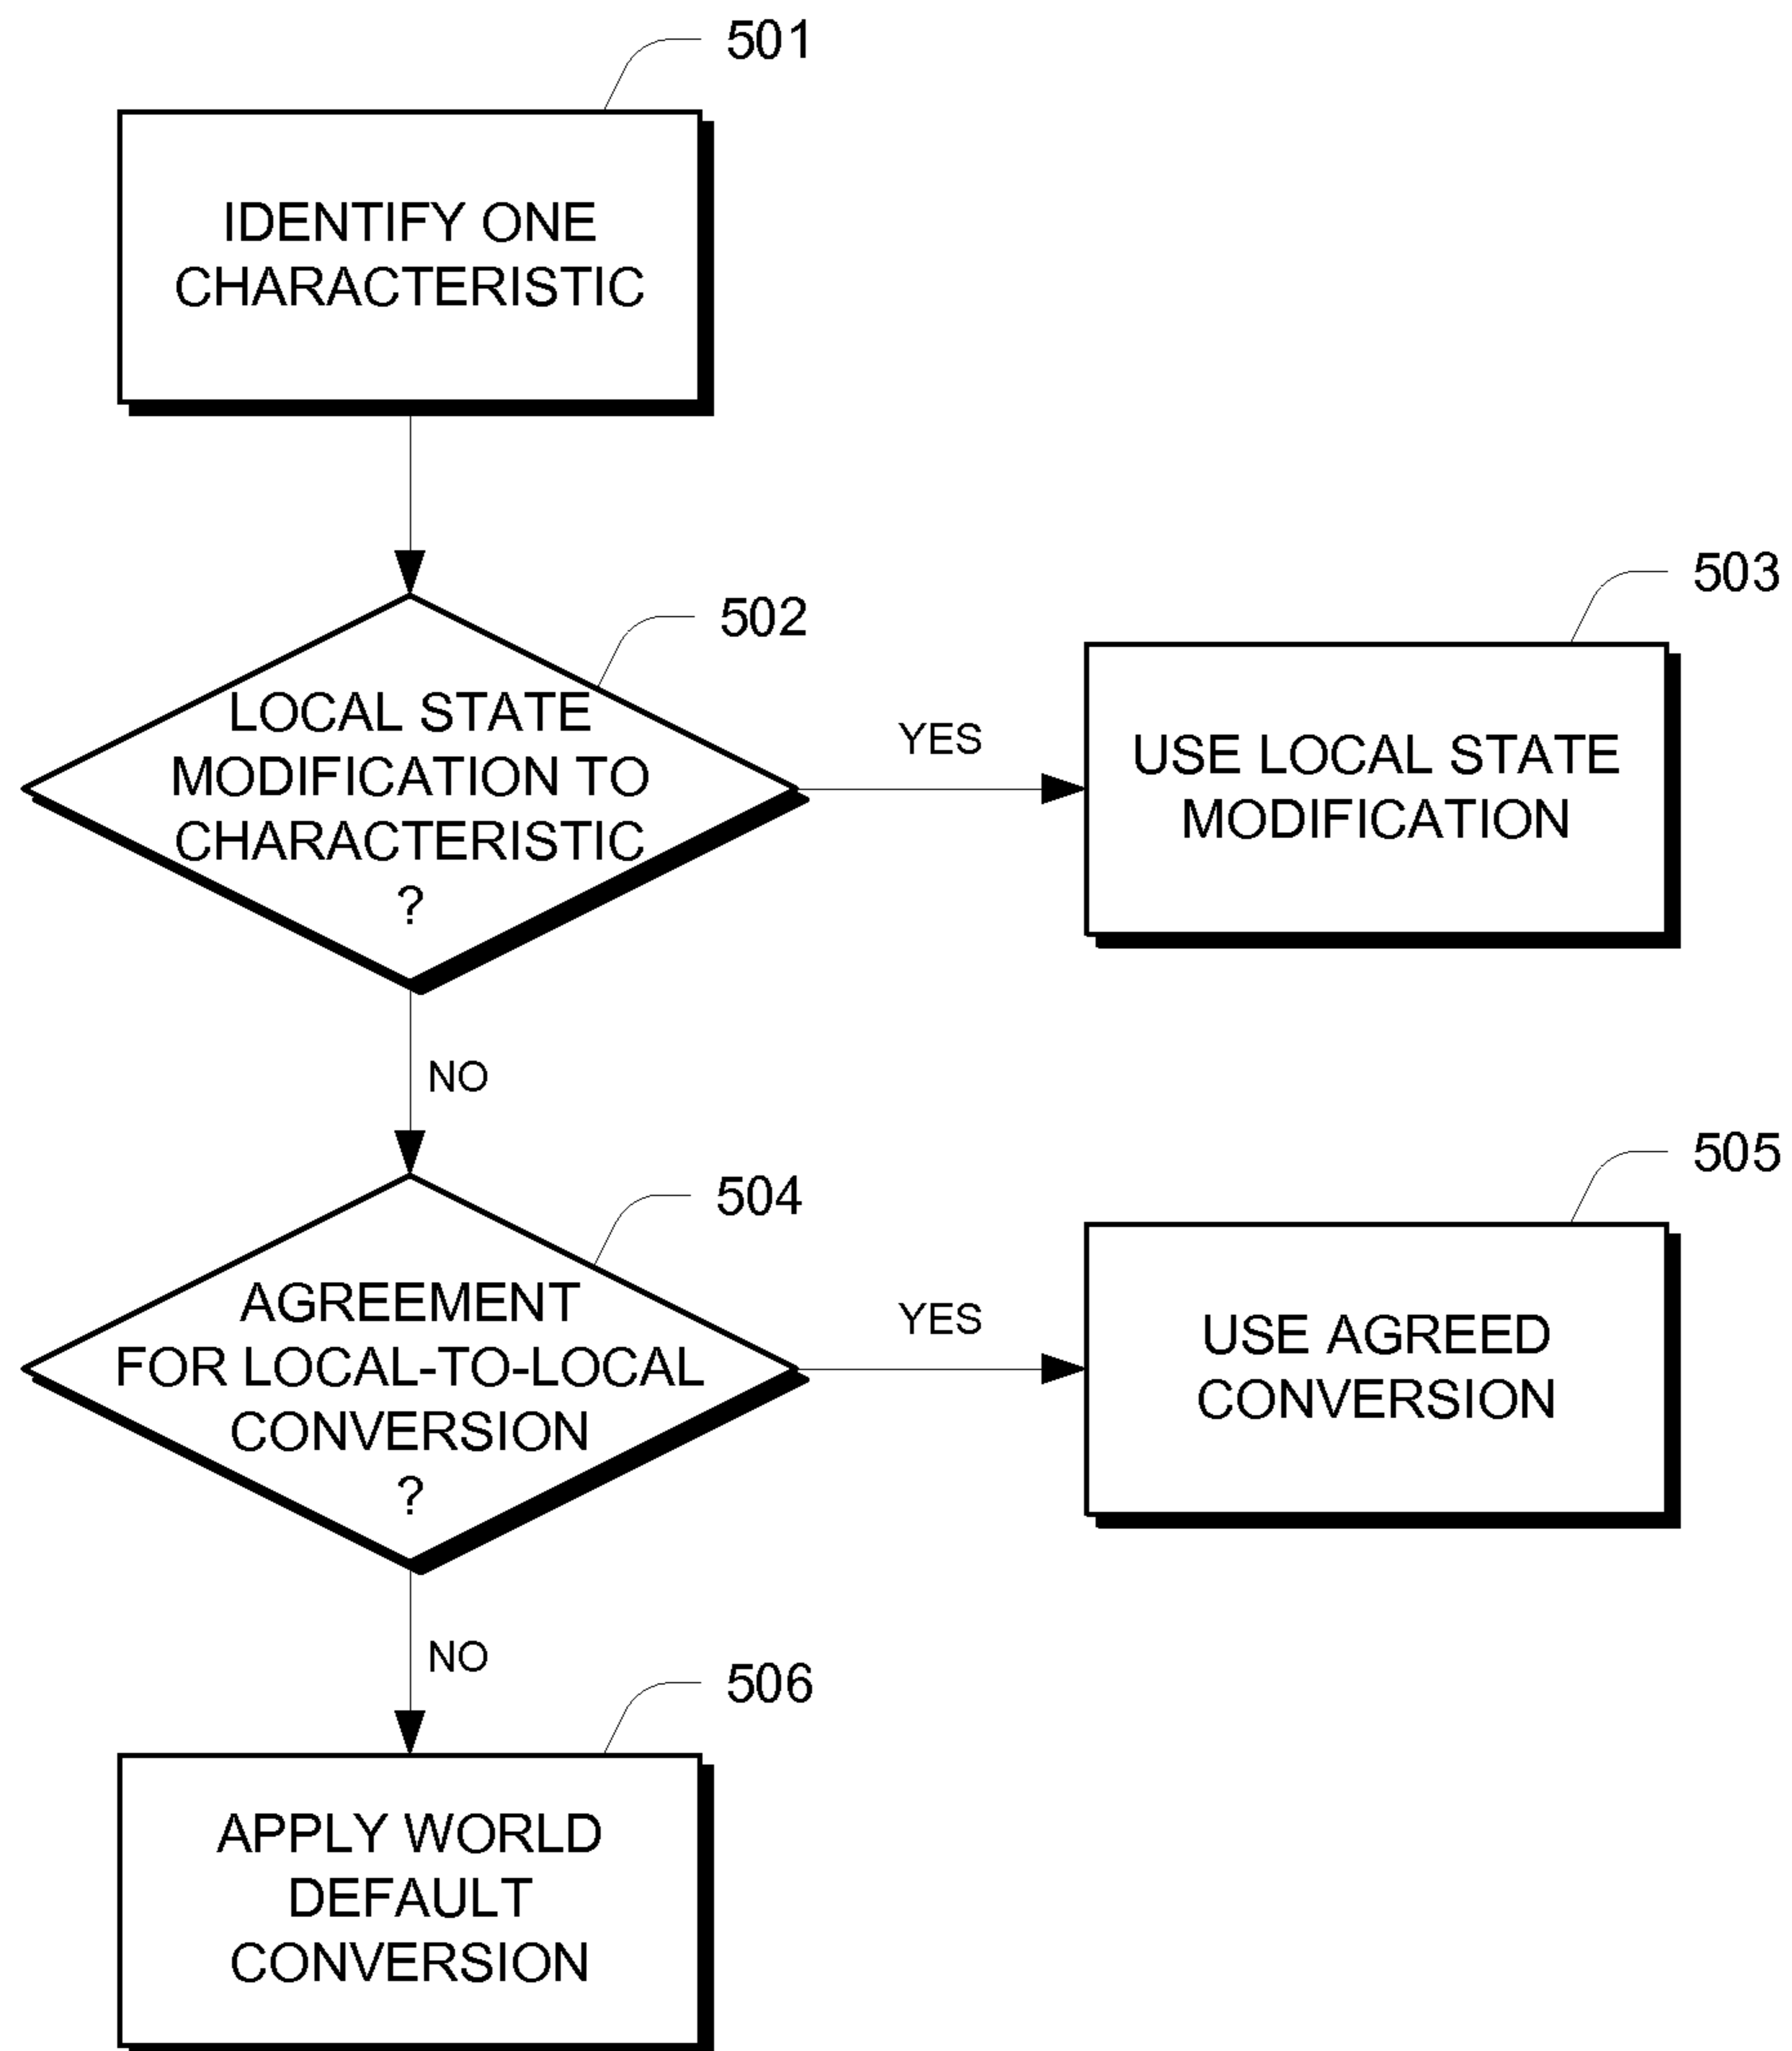 501
IDENTIFY ONE
CHARACTERISTIC
502
LOCAL STATE
MODIFICATION TO
CHARACTERISTIC
?
YES
503
USE LOCAL STATE
MODIFICATION
NO
504
AGREEMENT
FOR LOCAL-TO-LOCAL
CONVERSION
?
YES
505
USE AGREED
CONVERSION
NO
506
APPLY WORLD
DEFAULT
CONVERSION